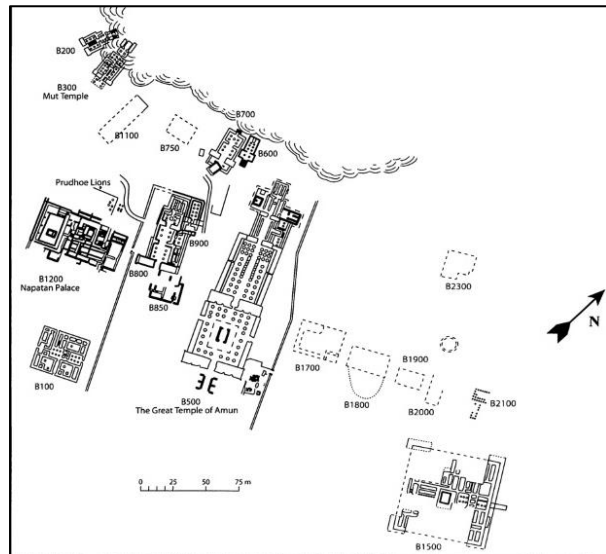 B200
B300
Mut Temple
B1100
B750
B700
B600
Prudhoe Lions
B900
B1200
Napatan Palace
B800
B850
B2300
N
B100
B500
The Great Temple of Amun
B1700
B1800
B1900
B2000
B2100
0 25 50 75 m
B1500